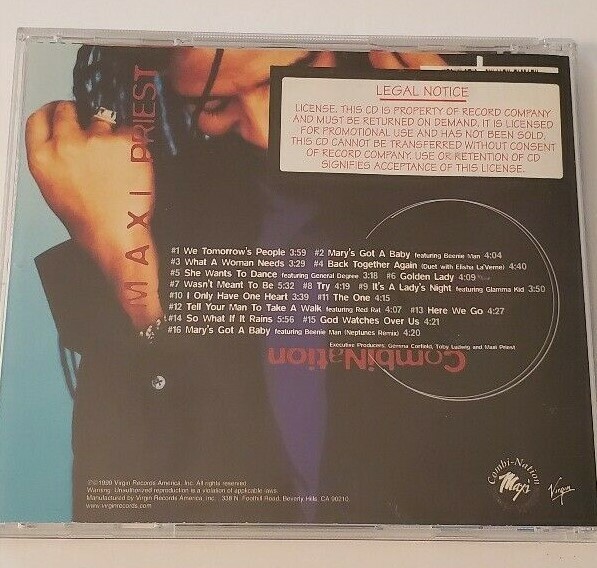 LEGAL NOTICE
LICENSE. THIS CD IS PROPERTY OF RECORD COMPANY
AND MUST BE RETURNED ON DEMAND. IT IS LICENSED
FOR PROMOTIONAL USE AND HAS NOT BEEN SOLD.
THIS CD CANNOT BE TRANSFERRED WITHOUT CONSENT
OF RECORD COMPANY. USE OR RETENTION OF CD
SIGNIFIES ACCEPTANCE OF THIS LICENSE.
MAXI PRIEST
#1 We Tomorrow's People 3:59 #2 Mary's Got A Baby featuring Beenie Man 4:04
#3 What A Woman Needs 3:29 #4 Back Together Again (Duet with Elisha La'Verne) 4:40
#5 She Wants To Dance featuring General Degree 3:18 #6 Golden Lady 4:09
#7 Wasn't Meant To Be 5:32 #8 Try 4:19 #9 It's A Lady's Night featuring Glamma Kid 3:50
#10 I Only Have One Heart 3:39 #11 The One 4:15
#12 Tell Your Man To Take A Walk featuring Red Rat 4:07 #13 Here We Go 4:27
#14 So What If It Rains 5:56 #15 God Watches Over Us 4:21
#16 Mary's Got A Baby featuring Beenie Man (Neptunes Remix) 4:20
Executive Producers: Gemma Corfield, Toby Ludwig and Maxi Priest
CombiNation
℗©1999 Virgin Records America, Inc. All rights reserved.
Warning: Unauthorized reproduction is a violation of applicable laws.
Manufactured by Virgin Records America, Inc., 338 N. Foothill Road, Beverly Hills, CA 90210.
www.virginrecords.com
Combi-Nation
Maxi
Virgin